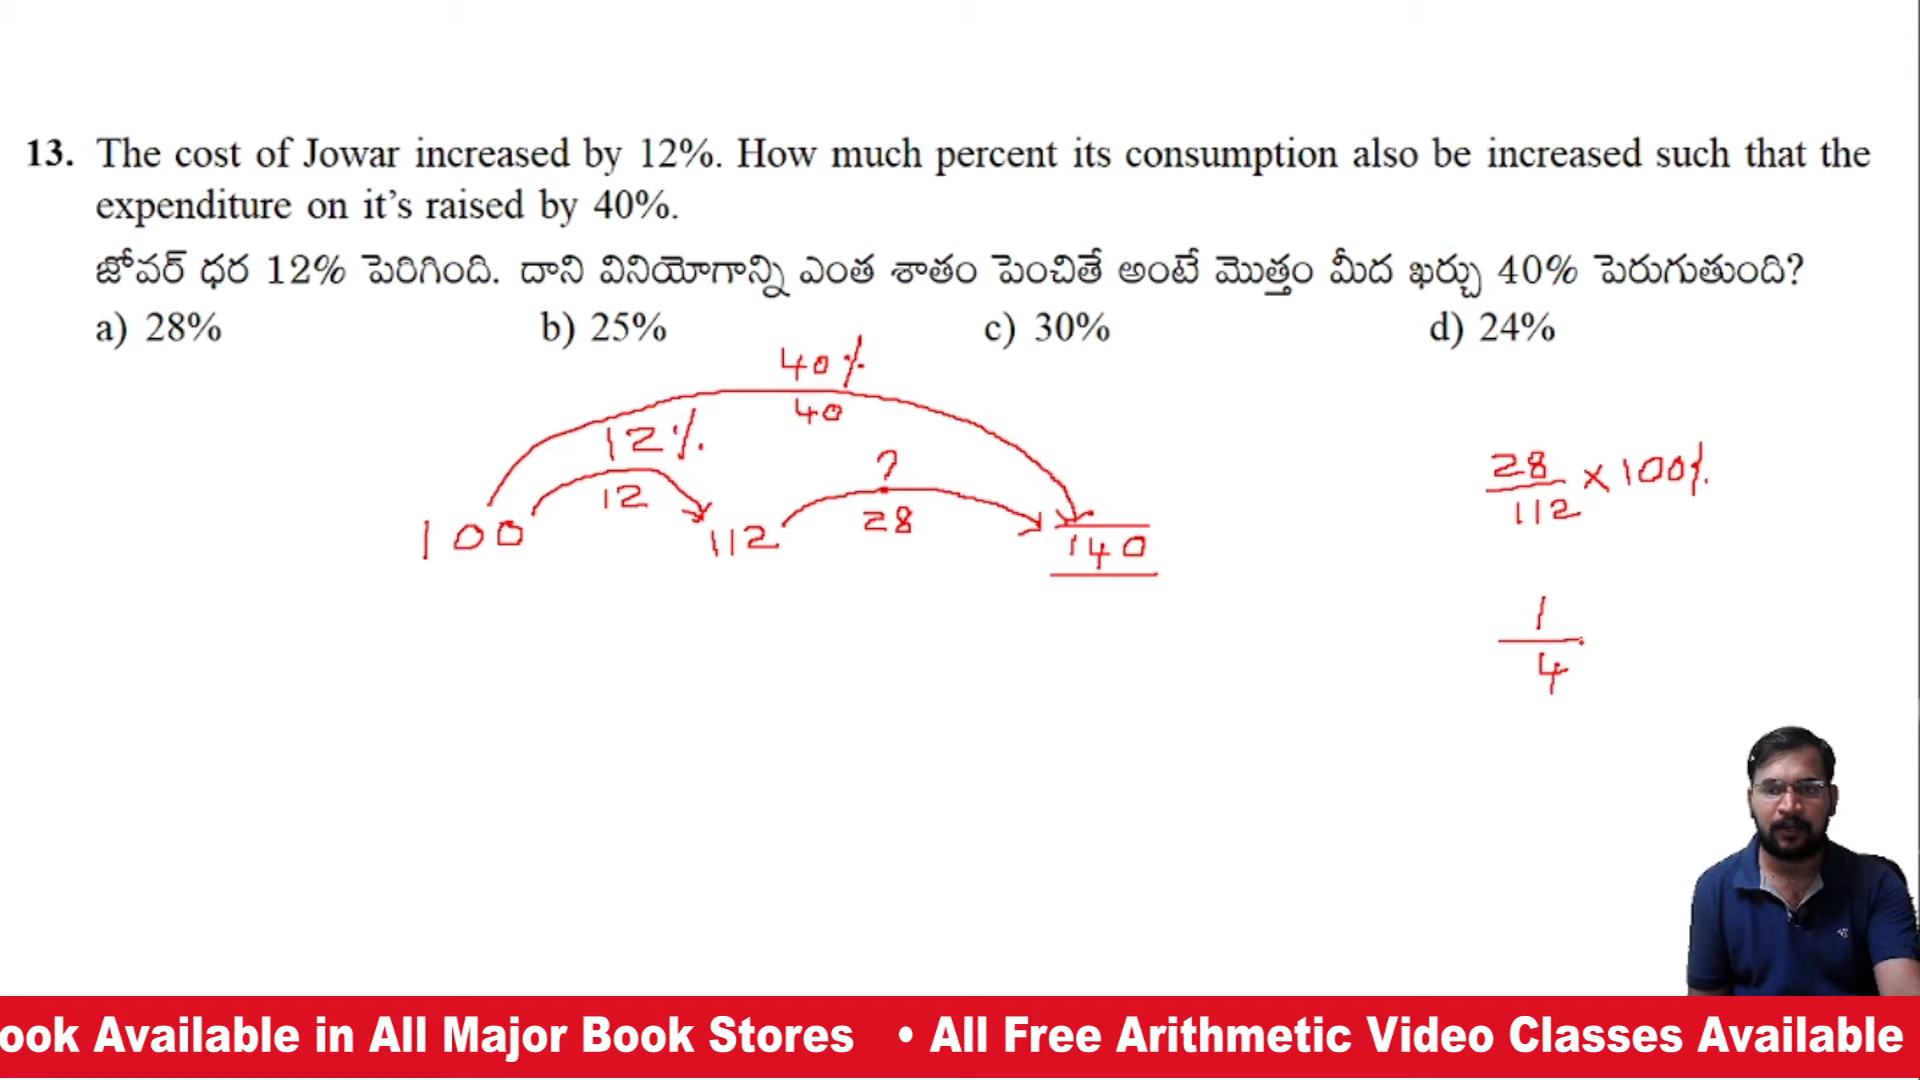 13. The cost of Jowar increased by 12%. How much percent its consumption also be increased such that the
expenditure on it's raised by 40%.
జోవర్ ధర 12% పెరిగింది. దాని వినియోగాన్ని ఎంత శాతం పెంచితే అంటే మొత్తం మీద ఖర్చు 40% పెరుగుతుంది?
a) 28% b) 25% c) 30% d) 24%
40%
40
12%
12
?
28
100 112 140
28/112 × 100%
1/4
ook Available in All Major Book Stores • All Free Arithmetic Video Classes Available